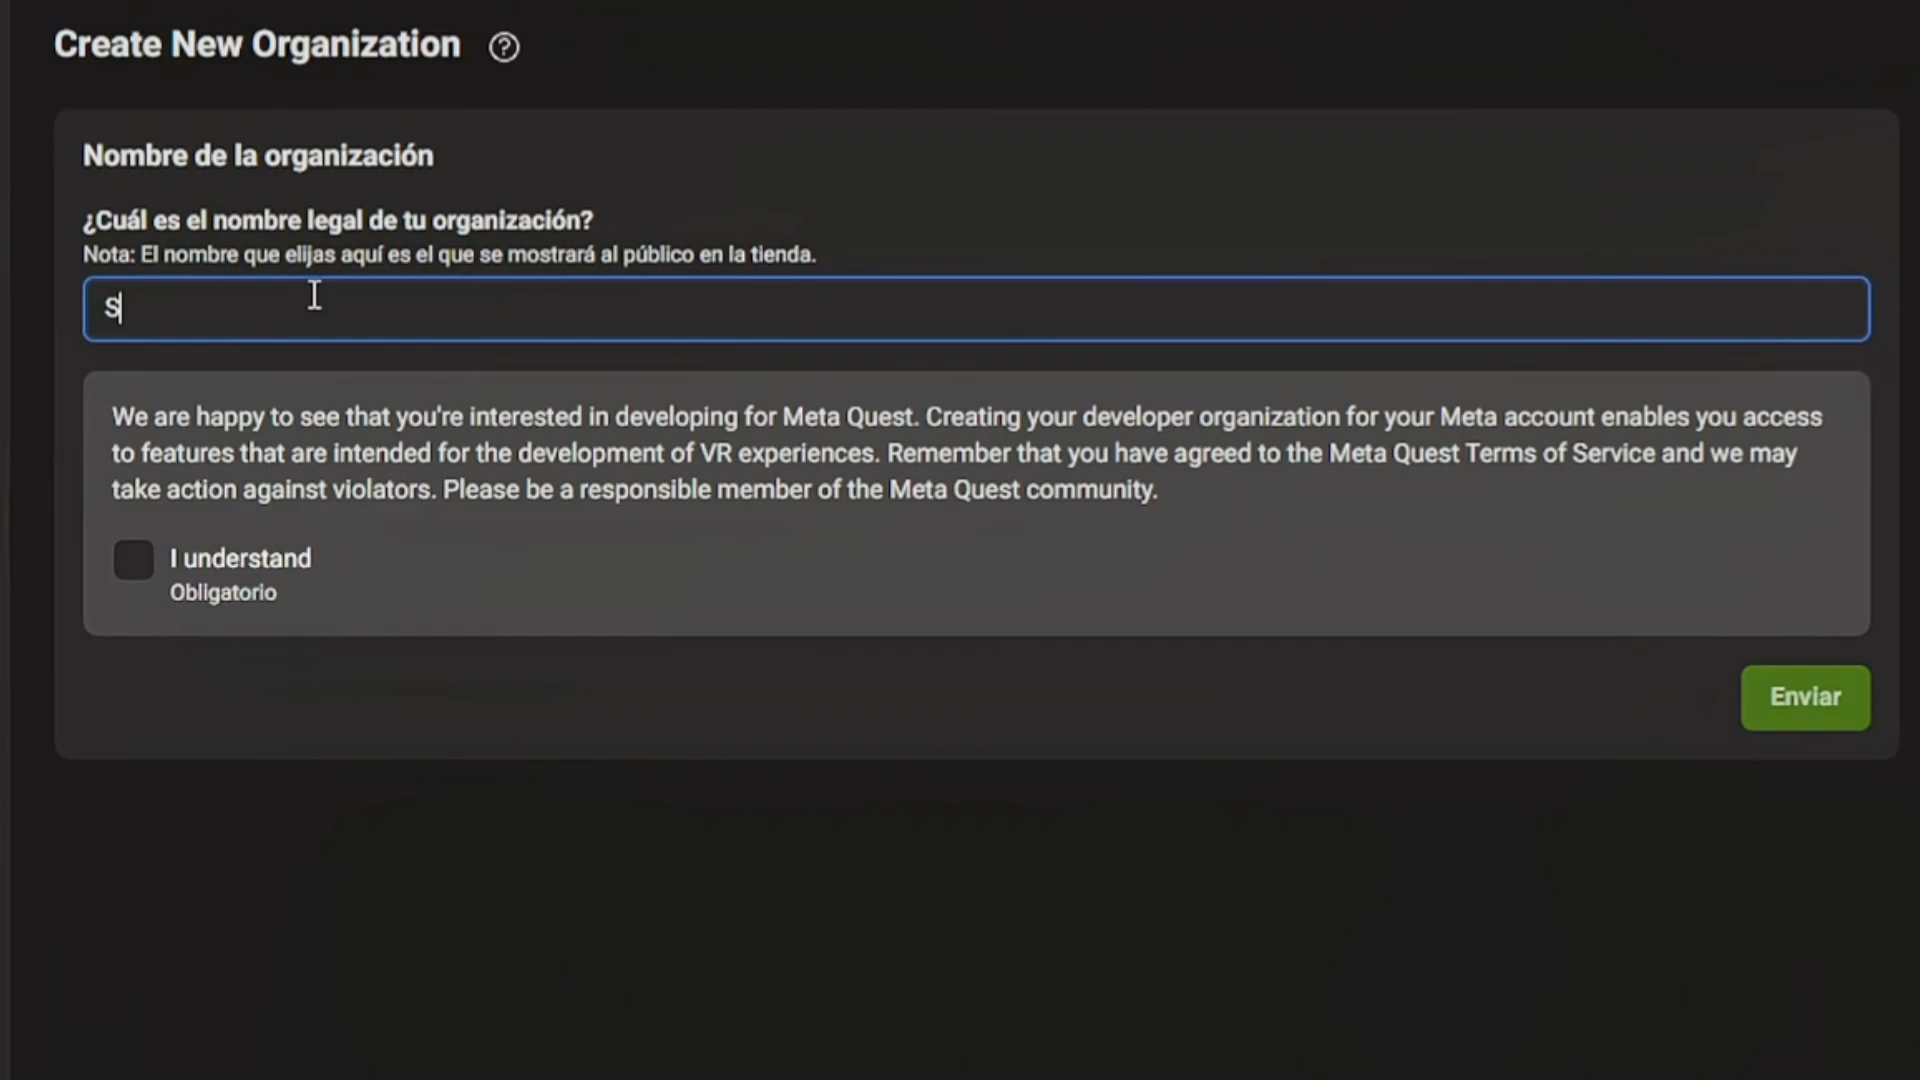 Create New Organization ?
Nombre de la organización
¿Cuál es el nombre legal de tu organización?
Nota: El nombre que elijas aquí es el que se mostrará al público en la tienda.
S
We are happy to see that you're interested in developing for Meta Quest. Creating your developer organization for your Meta account enables you access
to features that are intended for the development of VR experiences. Remember that you have agreed to the Meta Quest Terms of Service and we may
take action against violators. Please be a responsible member of the Meta Quest community.
I understand
Obligatorio
Enviar